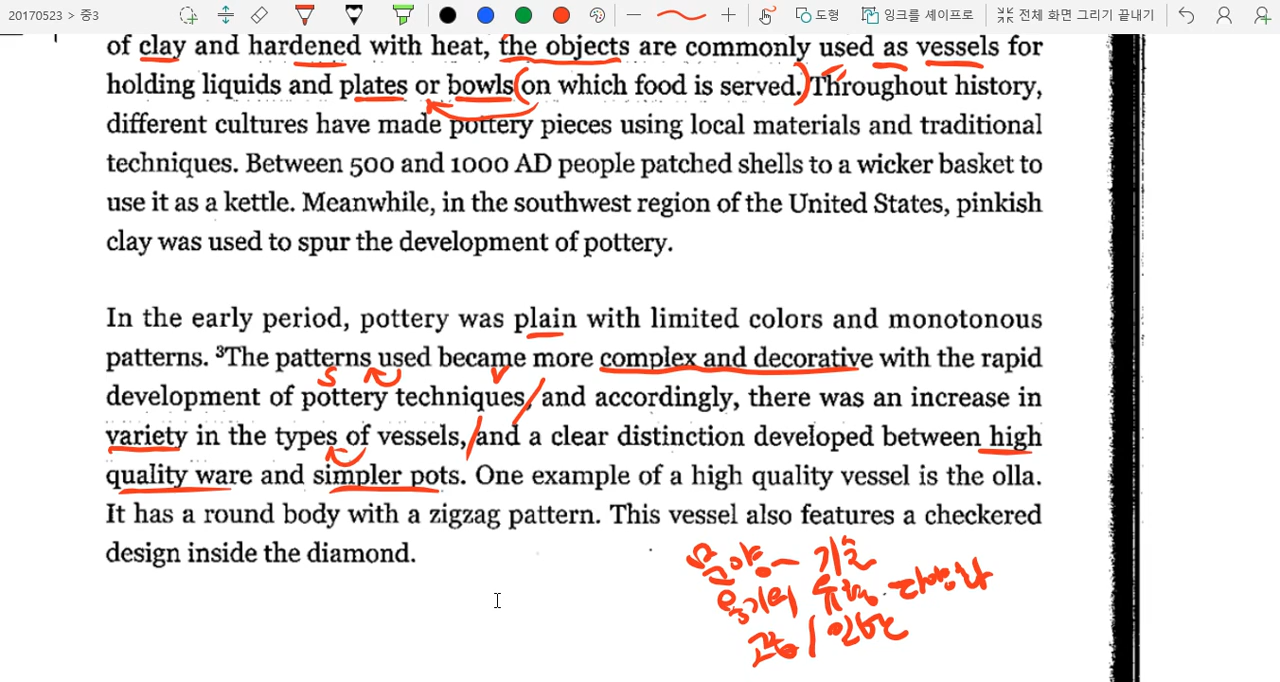 20170523 > 중3
도형
잉크를 셰이프로
전체 화면 그리기 끝내기
of clay and hardened with heat, the objects are commonly used as vessels for
holding liquids and plates or bowls (on which food is served.) Throughout history,
different cultures have made pottery pieces using local materials and traditional
techniques. Between 500 and 1000 AD people patched shells to a wicker basket to
use it as a kettle. Meanwhile, in the southwest region of the United States, pinkish
clay was used to spur the development of pottery.
In the early period, pottery was plain with limited colors and monotonous
patterns. ³The patterns used became more complex and decorative with the rapid
S V
development of pottery techniques, / and accordingly, there was an increase in
variety in the types of vessels, / and a clear distinction developed between high
quality ware and simpler pots. One example of a high quality vessel is the olla.
It has a round body with a zigzag pattern. This vessel also features a checkered
design inside the diamond.
모양 - 기술
용기의 유형 다양화
고품 / 일반